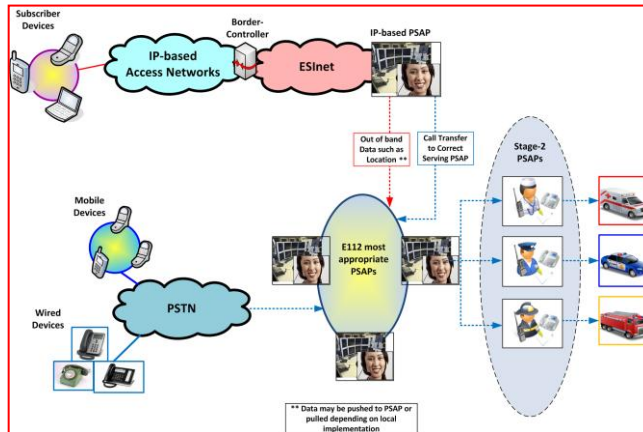 Subscriber
Devices
IP-based
Access Networks
Border-
Controller
ESInet
IP-based PSAP
Out of band
Data such as
Location **
Call Transfer
to Correct
Serving PSAP
Stage-2
PSAPs
Mobile
Devices
E112 most
appropriate
PSAPs
PSTN
Wired
Devices
** Data may be pushed to PSAP or
pulled depending on local
implementation